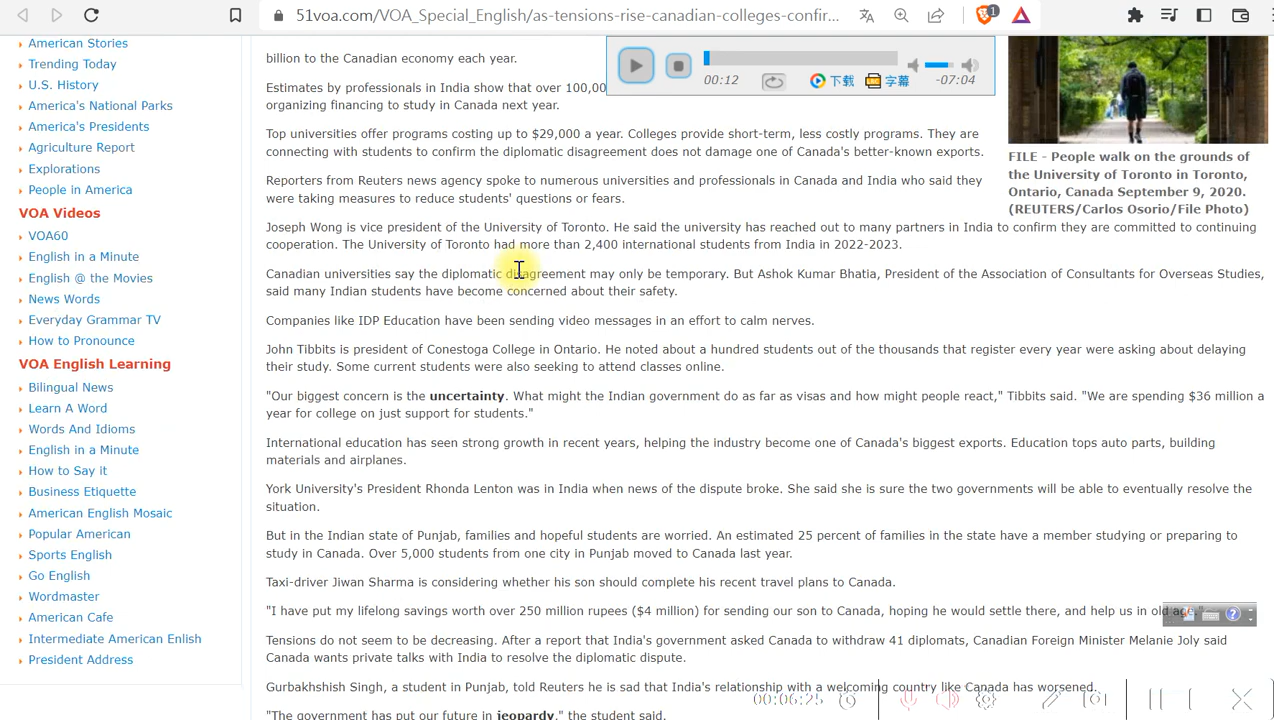 51voa.com/VOA_Special_English/as-tensions-rise-canadian-colleges-confir...
1
American Stories
Trending Today
U.S. History
America's National Parks
America's Presidents
Agriculture Report
Explorations
People in America
VOA Videos
VOA60
English in a Minute
English @ the Movies
News Words
Everyday Grammar TV
How to Pronounce
VOA English Learning
Bilingual News
Learn A Word
Words And Idioms
English in a Minute
How to Say it
Business Etiquette
American English Mosaic
Popular American
Sports English
Go English
Wordmaster
American Cafe
Intermediate American Enlish
President Address
billion to the Canadian economy each year.
00:12
下载
字幕
-07:04
Estimates by professionals in India show that over 100,00
organizing financing to study in Canada next year.
Top universities offer programs costing up to $29,000 a year. Colleges provide short-term, less costly programs. They are
connecting with students to confirm the diplomatic disagreement does not damage one of Canada's better-known exports.
Reporters from Reuters news agency spoke to numerous universities and professionals in Canada and India who said they
were taking measures to reduce students' questions or fears.
FILE - People walk on the grounds of
the University of Toronto in Toronto,
Ontario, Canada September 9, 2020.
(REUTERS/Carlos Osorio/File Photo)
Joseph Wong is vice president of the University of Toronto. He said the university has reached out to many partners in India to confirm they are committed to continuing
cooperation. The University of Toronto had more than 2,400 international students from India in 2022-2023.
Canadian universities say the diplomatic disagreement may only be temporary. But Ashok Kumar Bhatia, President of the Association of Consultants for Overseas Studies,
said many Indian students have become concerned about their safety.
Companies like IDP Education have been sending video messages in an effort to calm nerves.
John Tibbits is president of Conestoga College in Ontario. He noted about a hundred students out of the thousands that register every year were asking about delaying
their study. Some current students were also seeking to attend classes online.
"Our biggest concern is the uncertainty. What might the Indian government do as far as visas and how might people react," Tibbits said. "We are spending $36 million a
year for college on just support for students."
International education has seen strong growth in recent years, helping the industry become one of Canada's biggest exports. Education tops auto parts, building
materials and airplanes.
York University's President Rhonda Lenton was in India when news of the dispute broke. She said she is sure the two governments will be able to eventually resolve the
situation.
But in the Indian state of Punjab, families and hopeful students are worried. An estimated 25 percent of families in the state have a member studying or preparing to
study in Canada. Over 5,000 students from one city in Punjab moved to Canada last year.
Taxi-driver Jiwan Sharma is considering whether his son should complete his recent travel plans to Canada.
"I have put my lifelong savings worth over 250 million rupees ($4 million) for sending our son to Canada, hoping he would settle there, and help us in old age."
Tensions do not seem to be decreasing. After a report that India's government asked Canada to withdraw 41 diplomats, Canadian Foreign Minister Melanie Joly said
Canada wants private talks with India to resolve the diplomatic dispute.
Gurbakhshish Singh, a student in Punjab, told Reuters he is sad that India's relationship with a welcoming country like Canada has worsened.
00:06:25
"The government has put our future in jeopardy," the student said.